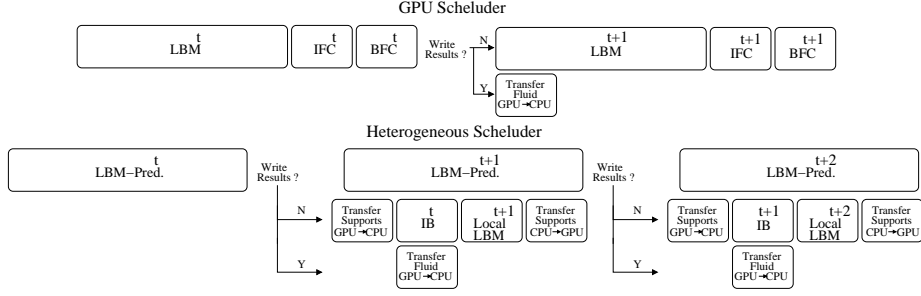 GPU Scheluder
t
LBM
t
IFC
t
BFC
Write
Results ?
N
Y
t+1
LBM
t+1
IFC
t+1
BFC
Transfer
Fluid
GPU→CPU
Heterogeneous Scheluder
t
LBM−Pred.
Write
Results ?
N
Y
t+1
LBM−Pred.
Transfer
Supports
GPU→CPU
t
IB
t+1
Local
LBM
Transfer
Supports
CPU→GPU
Transfer
Fluid
GPU→CPU
Write
Results ?
N
Y
t+2
LBM−Pred.
Transfer
Supports
GPU→CPU
t+1
IB
t+2
Local
LBM
Transfer
Supports
CPU→GPU
Transfer
Fluid
GPU→CPU